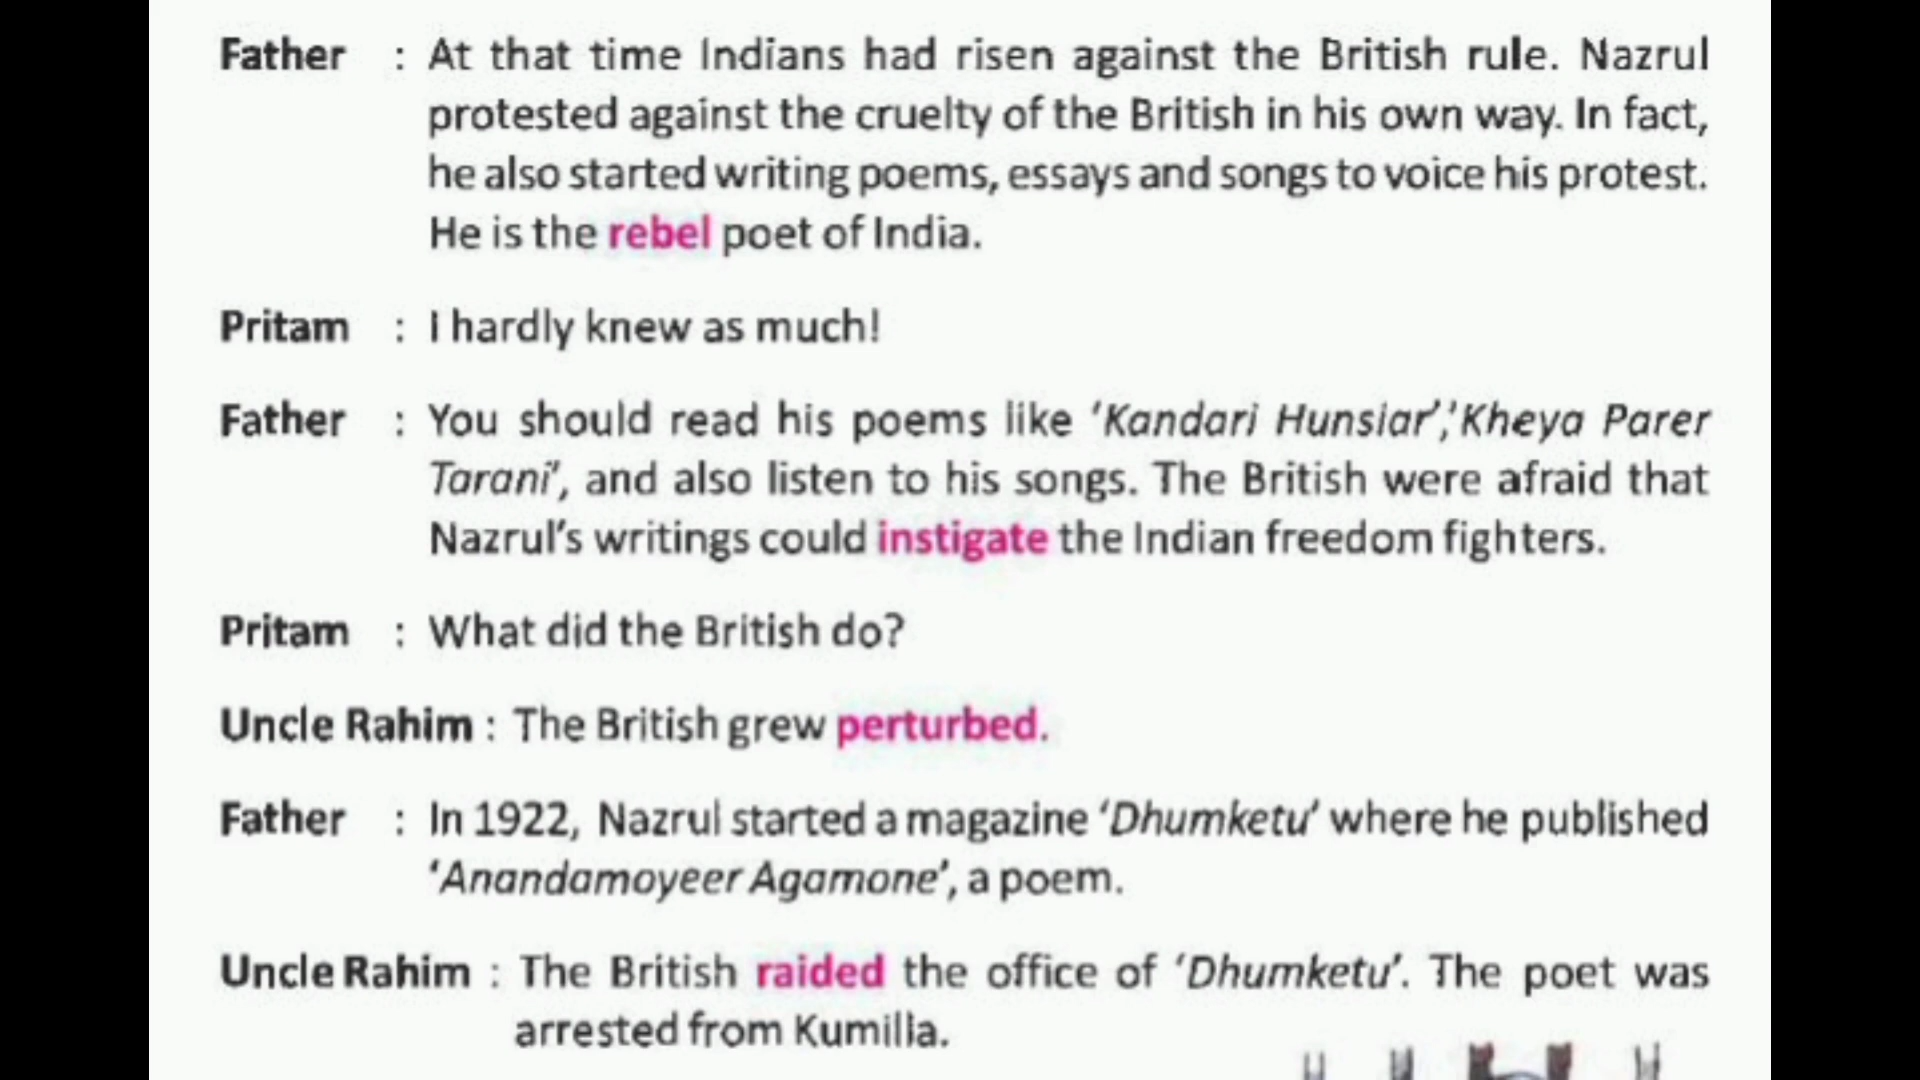 Father : At that time Indians had risen against the British rule. Nazrul
protested against the cruelty of the British in his own way. In fact,
he also started writing poems, essays and songs to voice his protest.
He is the rebel poet of India.
Pritam : I hardly knew as much!
Father : You should read his poems like ‘Kandari Hunsiar’,’Kheya Parer
Tarani’, and also listen to his songs. The British were afraid that
Nazrul’s writings could instigate the Indian freedom fighters.
Pritam : What did the British do?
Uncle Rahim : The British grew perturbed.
Father : In 1922, Nazrul started a magazine ‘Dhumketu’ where he published
‘Anandamoyeer Agamone’, a poem.
Uncle Rahim : The British raided the office of ‘Dhumketu’. The poet was
arrested from Kumilla.